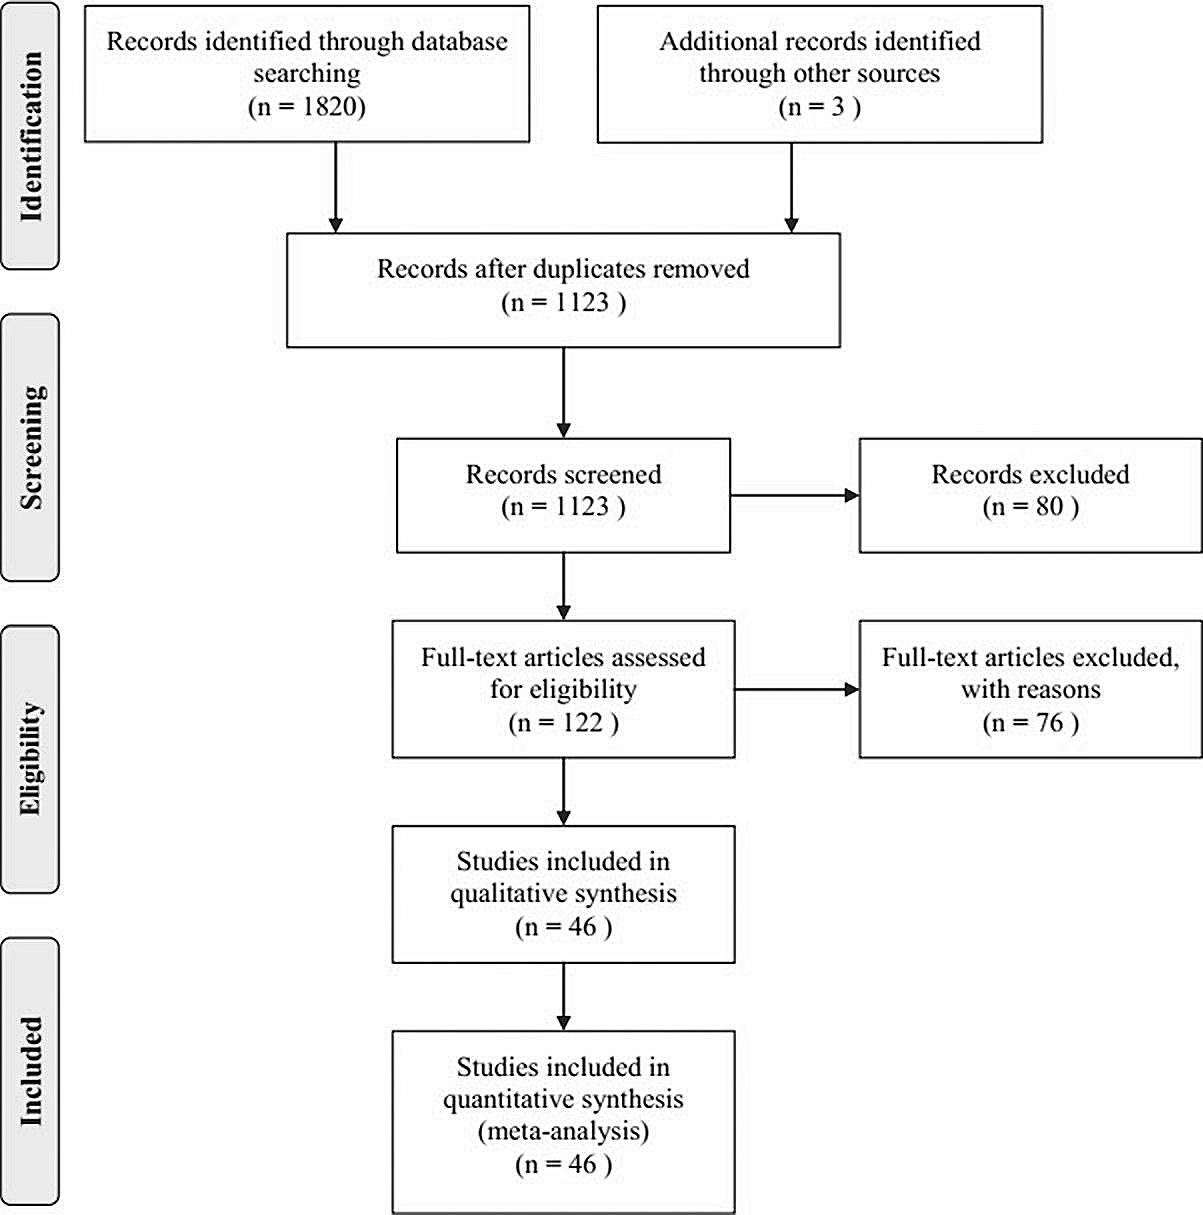 Identification
Records identified through database
searching
(n = 1820)
Additional records identified
through other sources
(n = 3 )
Records after duplicates removed
(n = 1123 )
Screening
Records screened
(n = 1123 )
Records excluded
(n = 80 )
Eligibility
Full-text articles assessed
for eligibility
(n = 122 )
Full-text articles excluded,
with reasons
(n = 76 )
Studies included in
qualitative synthesis
(n = 46 )
Included
Studies included in
quantitative synthesis
(meta-analysis)
(n = 46 )